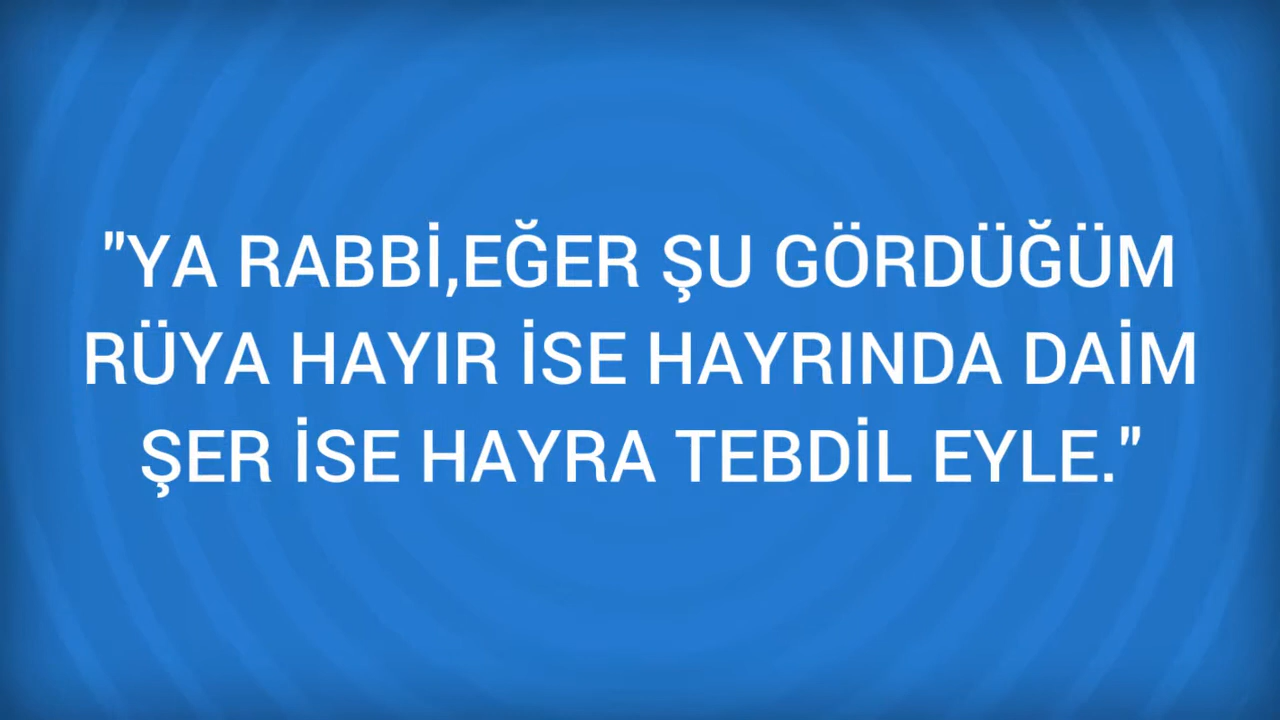 "YA RABBİ,EĞER ŞU GÖRDÜĞÜM
RÜYA HAYIR İSE HAYRINDA DAİM
ŞER İSE HAYRA TEBDİL EYLE."